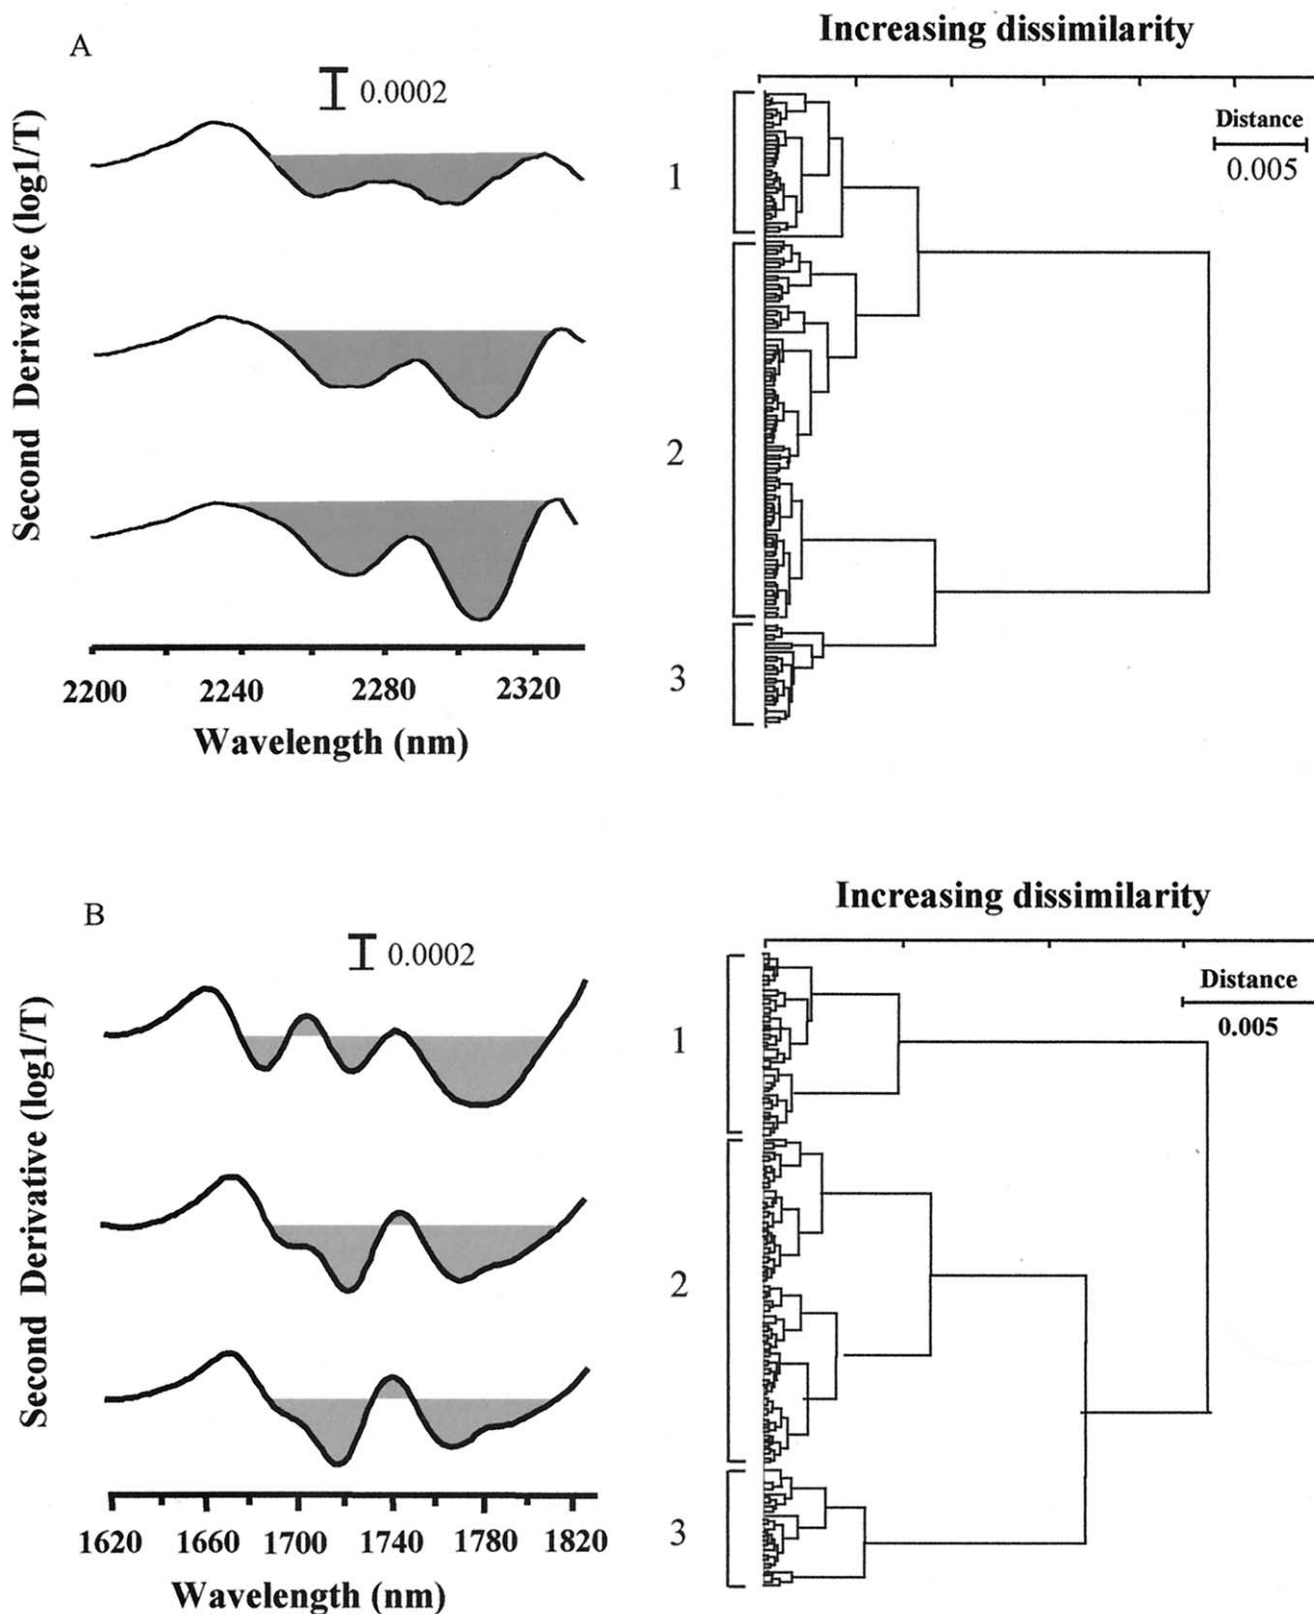 A
0.0002
Second Derivative (log1/T)
2200 2240 2280 2320
Wavelength (nm)
Increasing dissimilarity
Distance
0.005
1
2
3
B
0.0002
Second Derivative (log1/T)
1620 1660 1700 1740 1780 1820
Wavelength (nm)
Increasing dissimilarity
Distance
0.005
1
2
3